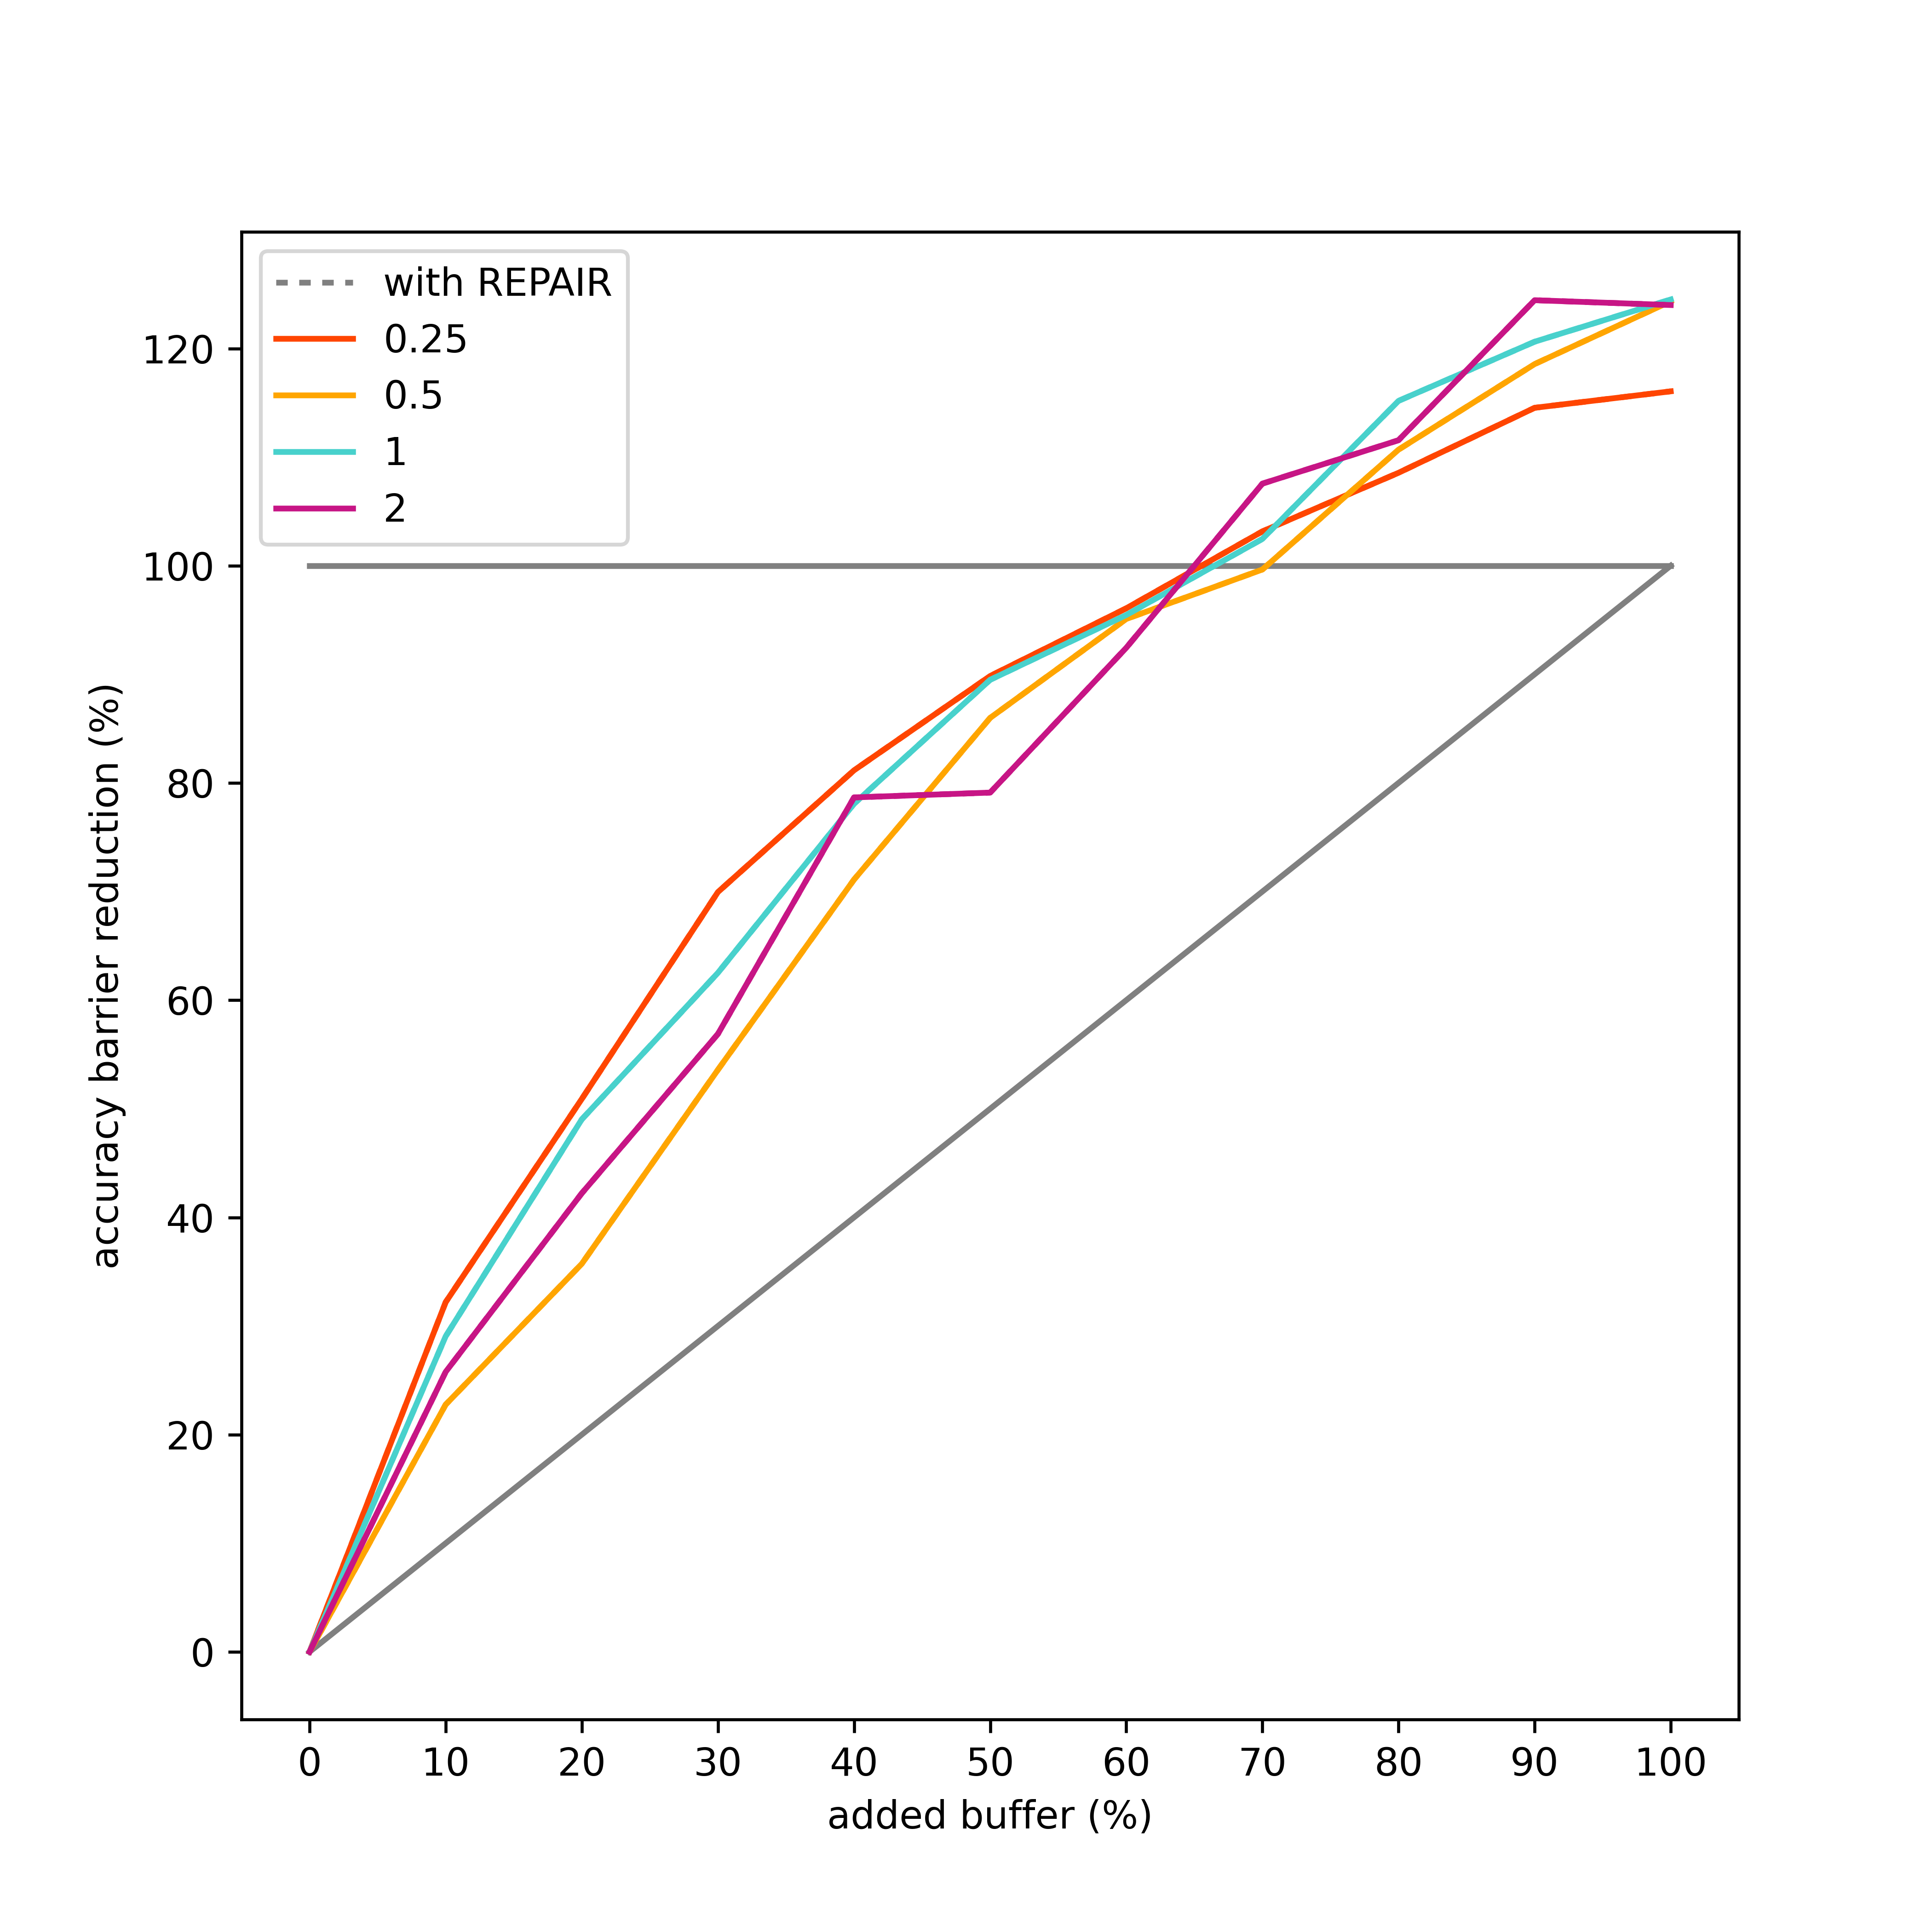 with REPAIR
0.25
0.5
1
2
120
100
80
60
40
20
0
accuracy barrier reduction (%)
0 10 20 30 40 50 60 70 80 90 100
added buffer (%)